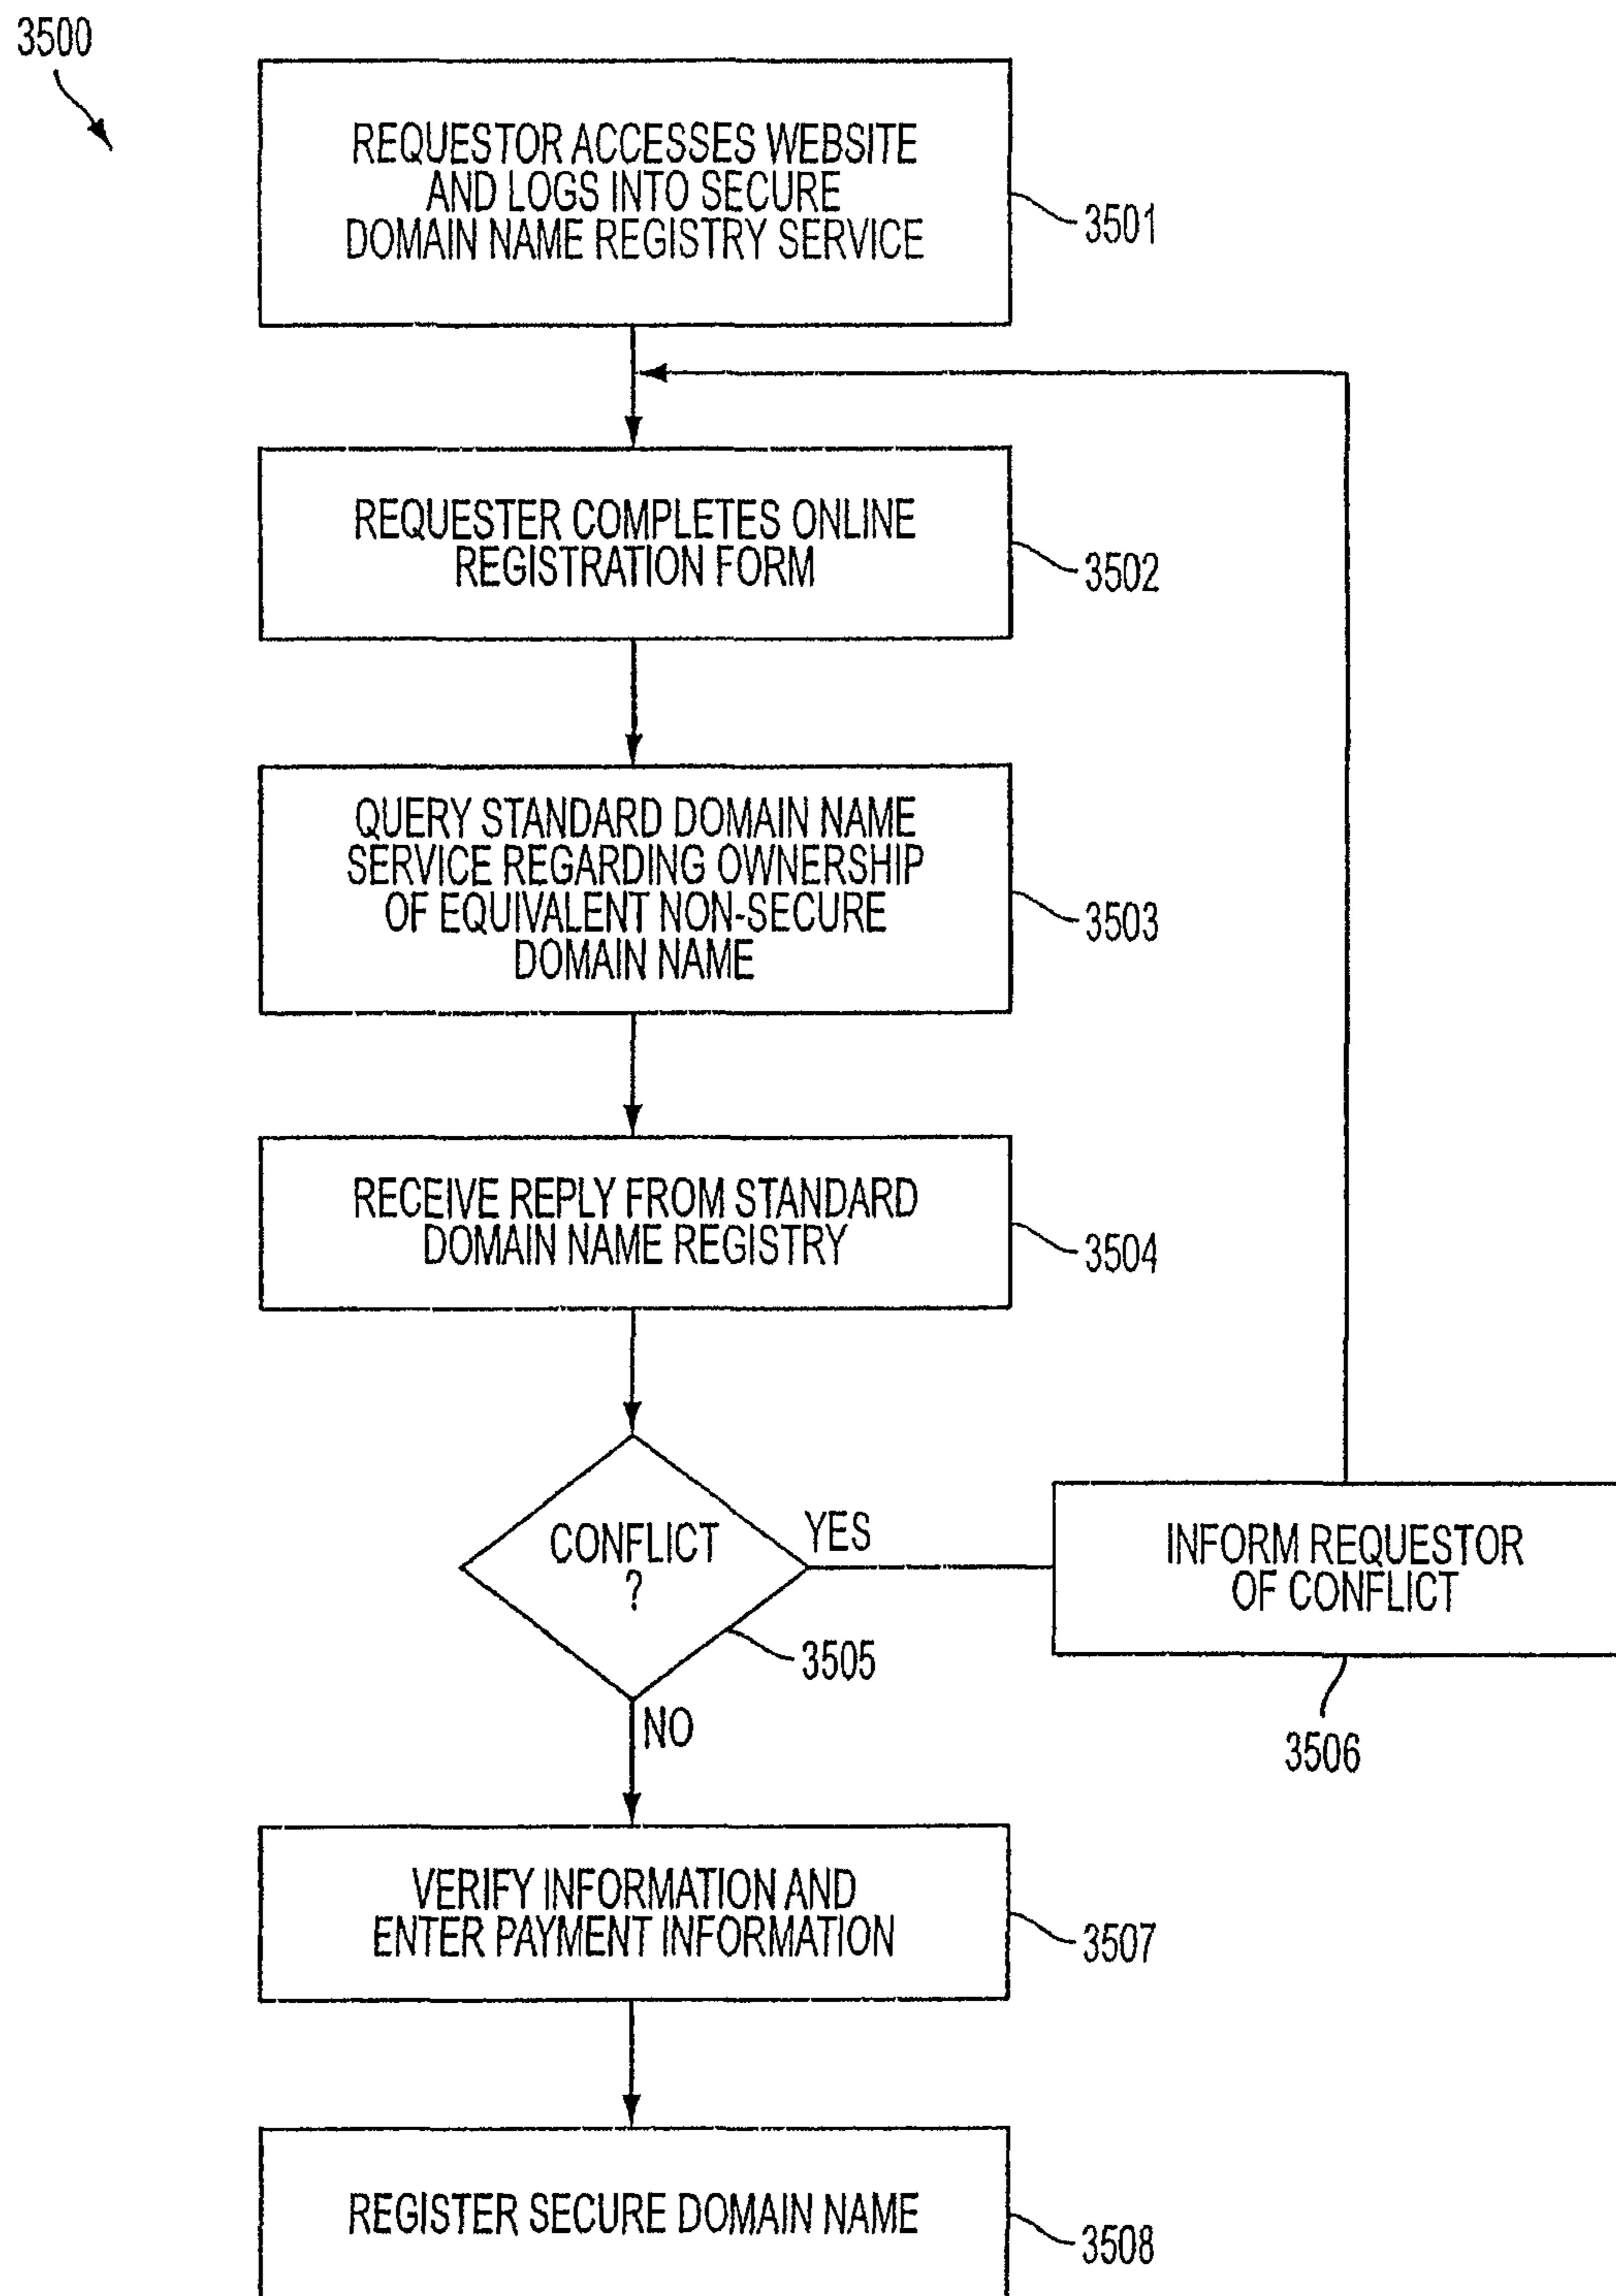 3500
REQUESTOR ACCESSES WEBSITE
AND LOGS INTO SECURE
DOMAIN NAME REGISTRY SERVICE
3501
REQUESTER COMPLETES ONLINE
REGISTRATION FORM
3502
QUERY STANDARD DOMAIN NAME
SERVICE REGARDING OWNERSHIP
OF EQUIVALENT NON-SECURE
DOMAIN NAME
3503
RECEIVE REPLY FROM STANDARD
DOMAIN NAME REGISTRY
3504
CONFLICT
?
YES
3505
NO
INFORM REQUESTOR
OF CONFLICT
3506
VERIFY INFORMATION AND
ENTER PAYMENT INFORMATION
3507
REGISTER SECURE DOMAIN NAME
3508